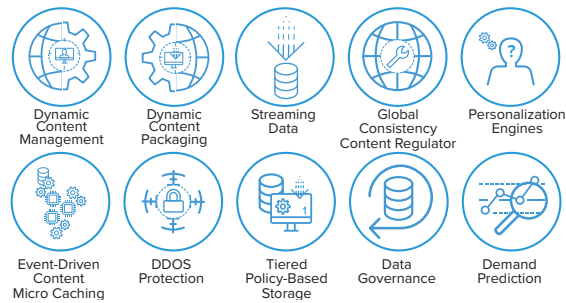 Dynamic
Content
Management
Dynamic
Content
Packaging
Streaming
Data
Global
Consistency
Content Regulator
Personalization
Engines
?
Event-Driven
Content
Micro Caching
DDOS
Protection
Tiered
Policy-Based
Storage
1
Data
Governance
Demand
Prediction